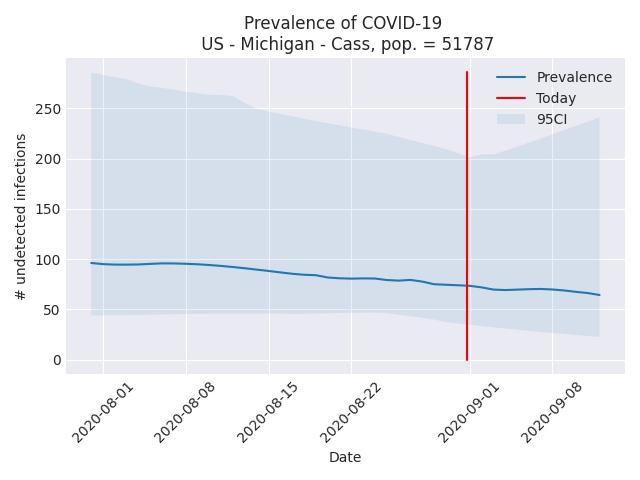 Prevalence of COVID-19
US - Michigan - Cass, pop. = 51787
Prevalence
Today
95CI
# undetected infections
250
200
150
100
50
0
2020-08-01
2020-08-08
2020-08-15
2020-08-22
2020-09-01
2020-09-08
Date